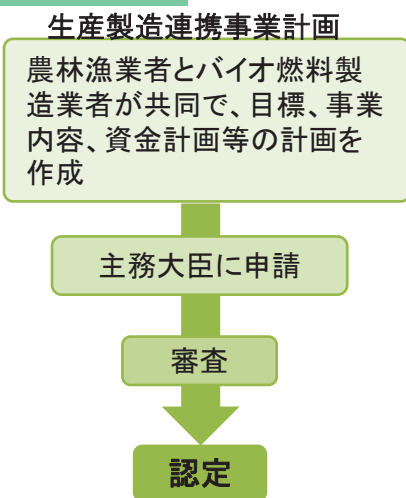 生産製造連携事業計画
農林漁業者とバイオ燃料製
造業者が共同で、目標、事業
内容、資金計画等の計画を
作成
主務大臣に申請
審査
認定